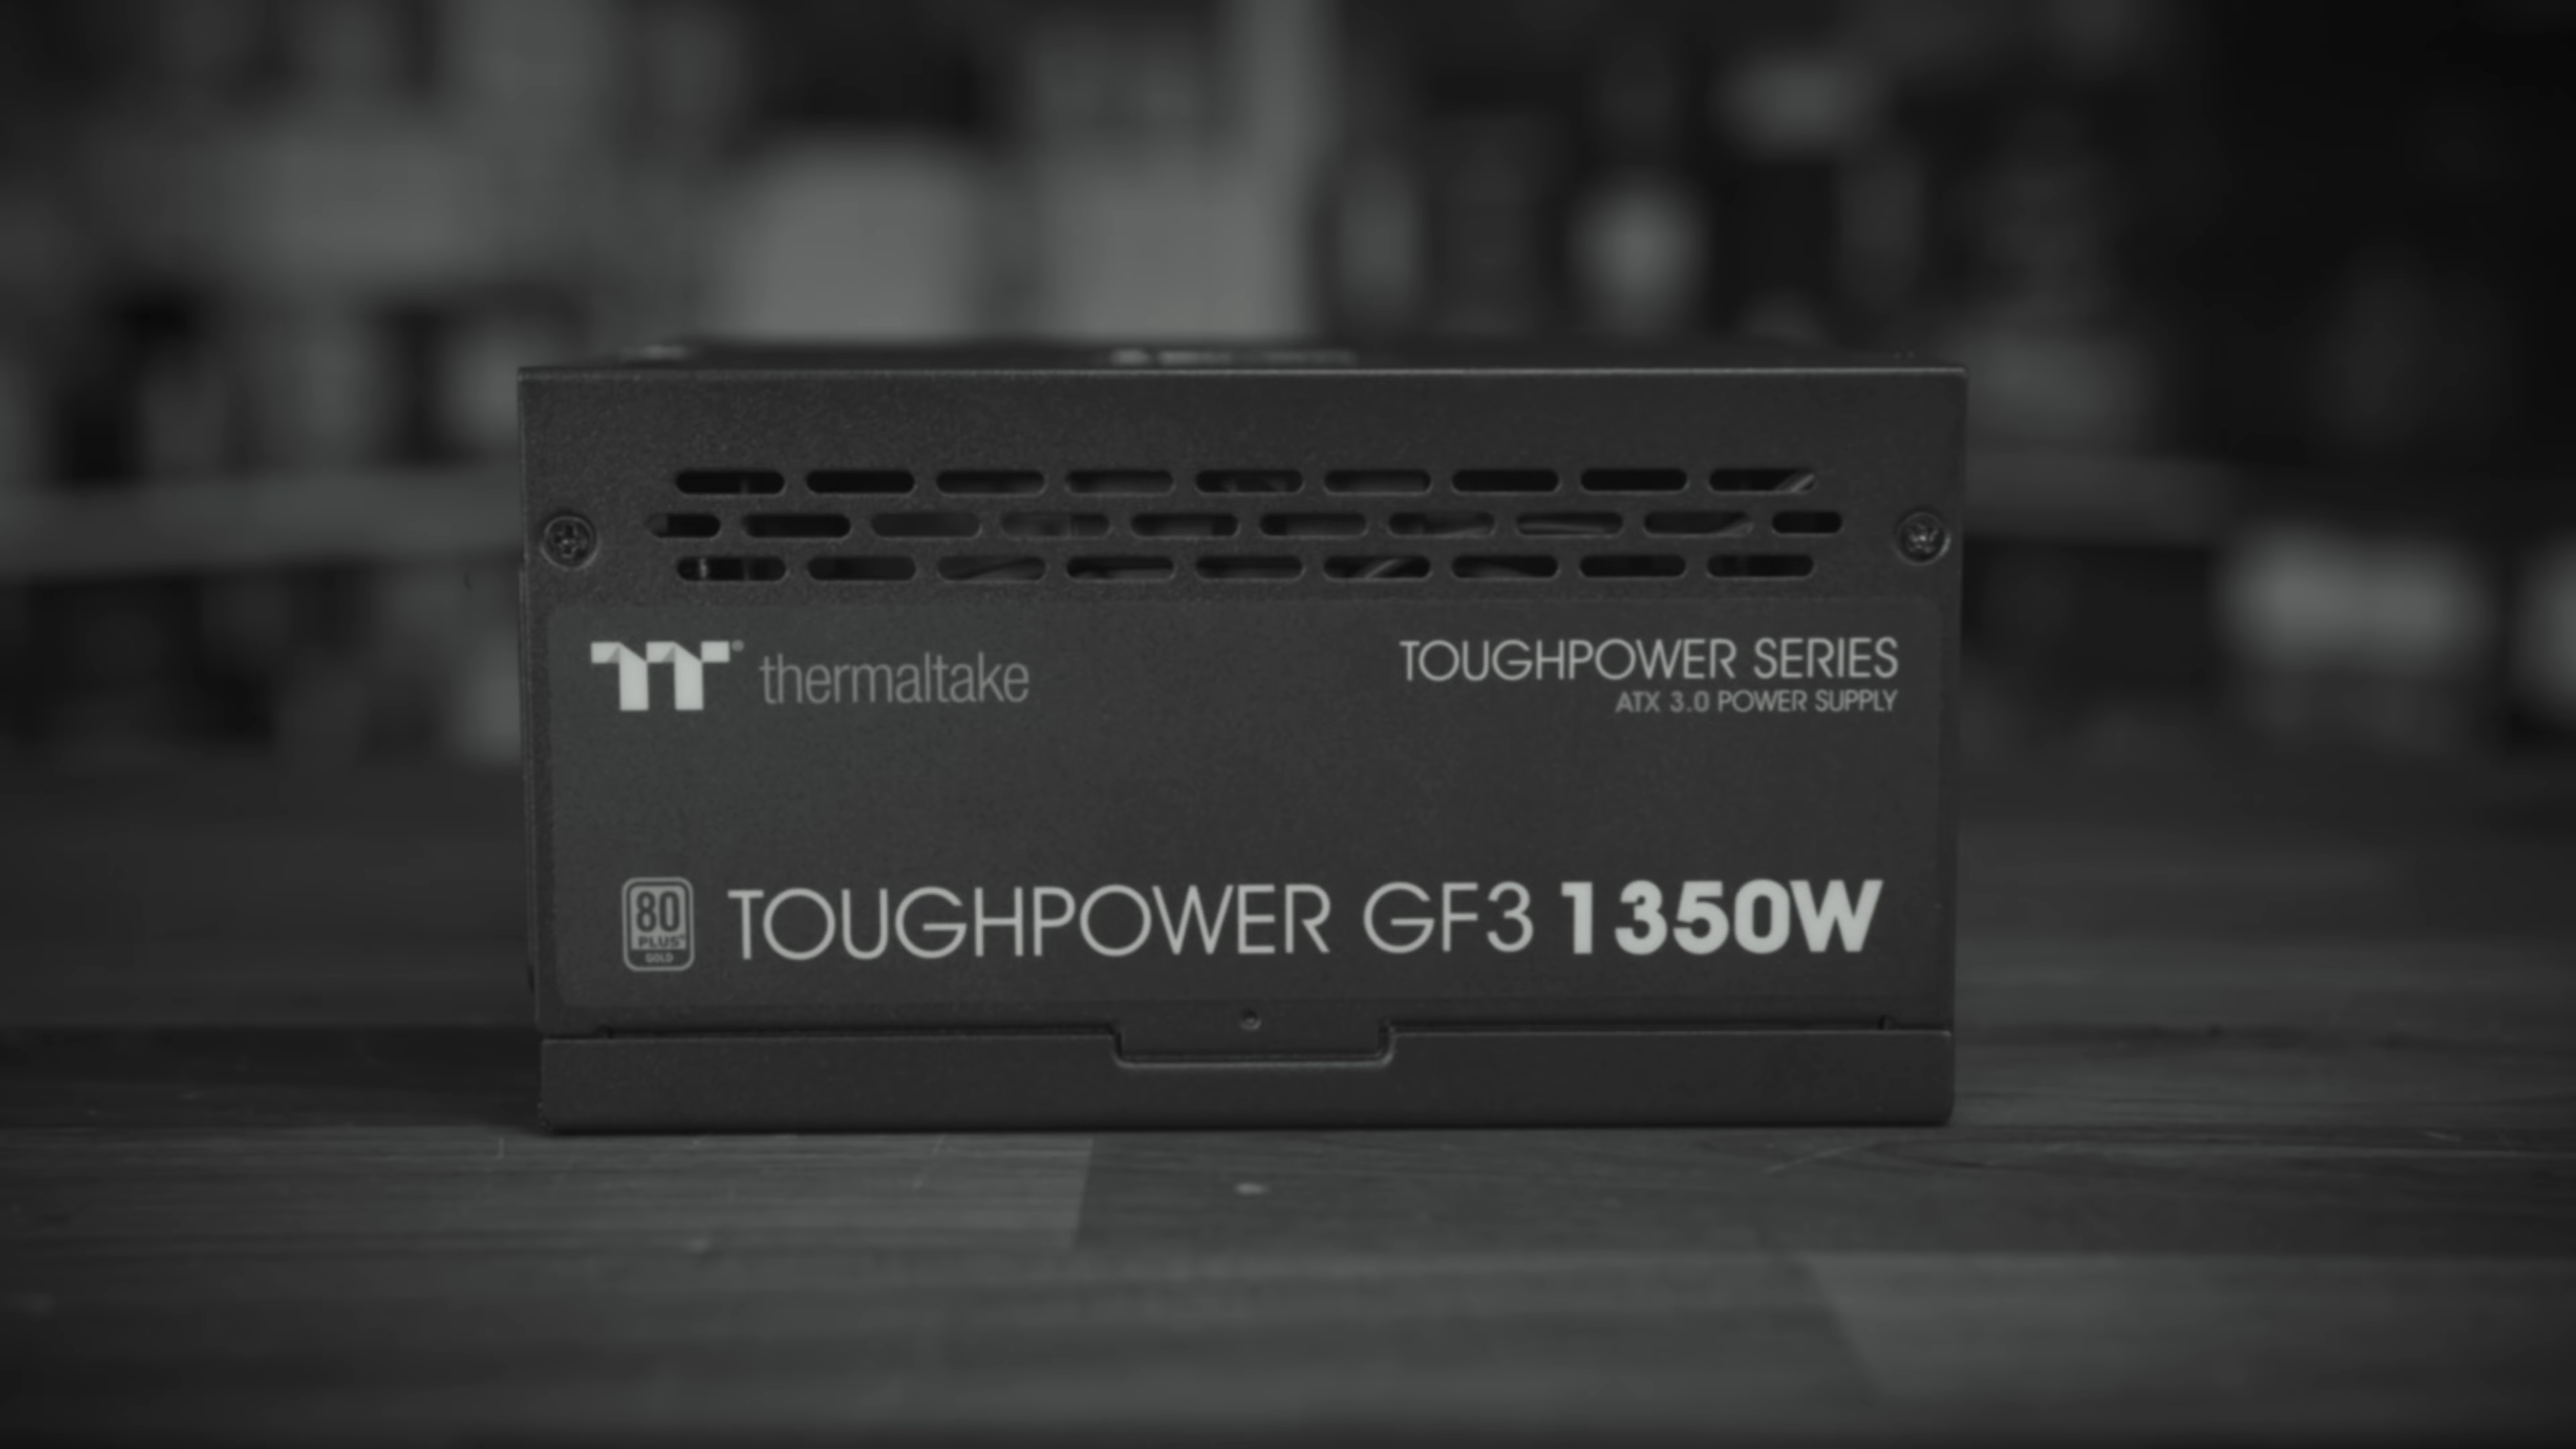 thermaltake
TOUGHPOWER SERIES
ATX 3.0 POWER SUPPLY
80
PLUS
GOLD
TOUGHPOWER GF3 1350W